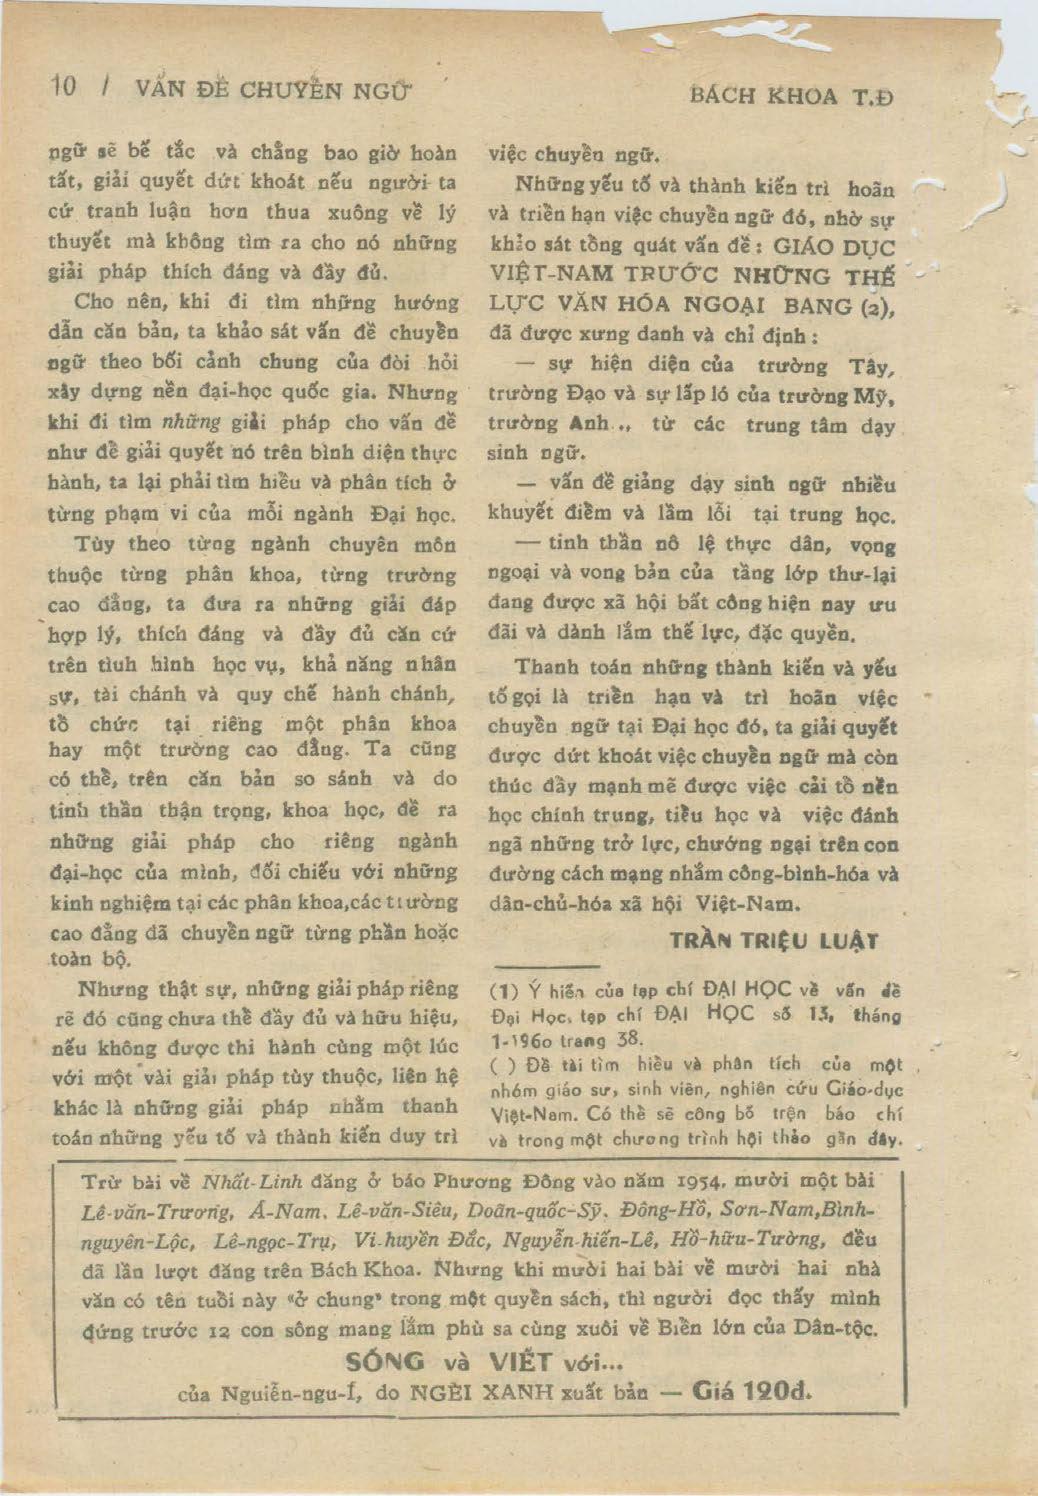 10 / VẤN ĐỀ CHUYỂN NGỮ
BÁCH KHOA T.Đ
ngữ sẽ bế tắc và chẳng bao giờ hoàn
tất, giải quyết dứt khoát nếu người ta
cứ tranh luận hơn thua xuông về lý
thuyết mà không tìm ra cho nó những
giải pháp thích đáng và đầy đủ.
Cho nên, khi đi tìm những hướng
dẫn căn bản, ta khảo sát vấn đề chuyển
ngữ theo bối cảnh chung của đòi hỏi
xây dựng nền đại-học quốc gia. Nhưng
khi đi tìm những giải pháp cho vấn đề
như để giải quyết nó trên bình diện thực
hành, ta lại phải tìm hiểu và phân tích ở
từng phạm vi của mỗi ngành Đại học.
Tùy theo từng ngành chuyên môn
thuộc từng phân khoa, từng trường
cao đẳng, ta đưa ra những giải đáp
hợp lý, thích đáng và đầy đủ căn cứ
trên tình hình học vụ, khả năng nhân
sự, tài chánh và quy chế hành chánh,
tổ chức tại riêng một phân khoa
hay một trường cao đẳng. Ta cũng
có thể, trên căn bản so sánh và do
tinh thần thận trọng, khoa học, đề ra
những giải pháp cho riêng ngành
đại-học của mình, đối chiếu với những
kinh nghiệm tại các phân khoa,các trường
cao đẳng đã chuyển ngữ từng phần hoặc
toàn bộ.
Nhưng thật sự, những giải pháp riêng
rẽ đó cũng chưa thể đầy đủ và hữu hiệu,
nếu không được thi hành cùng một lúc
với một vài giải pháp tùy thuộc, liên hệ
khác là những giải pháp nhằm thanh
toán những yếu tố và thành kiến duy trì
việc chuyển ngữ.
Những yếu tố và thành kiến trì hoãn
và triển hạn việc chuyển ngữ đó, nhờ sự
khảo sát tổng quát vấn đề : GIÁO DỤC
VIỆT-NAM TRƯỚC NHỮNG THẾ
LỰC VĂN HÓA NGOẠI BANG (2),
đã được xưng danh và chỉ định :
— sự hiện diện của trường Tây,
trường Đạo và sự lấp ló của trường Mỹ,
trường Anh ., từ các trung tâm dạy
sinh ngữ.
— vấn đề giảng dạy sinh ngữ nhiều
khuyết điểm và lầm lỗi tại trung học.
— tinh thần nô lệ thực dân, vọng
ngoại và vong bản của tầng lớp thư-lại
đang được xã hội bất công hiện nay ưu
đãi và dành lắm thế lực, đặc quyền.
Thanh toán những thành kiến và yếu
tố gọi là triển hạn và trì hoãn việc
chuyển ngữ tại Đại học đó, ta giải quyết
được dứt khoát việc chuyển ngữ mà còn
thúc đẩy mạnh mẽ được việc cải tổ nền
học chính trung, tiểu học và việc đánh
ngã những trở lực, chướng ngại trên con
đường cách mạng nhắm công-bình-hóa và
dân-chủ-hóa xã hội Việt-Nam.
TRẦN TRIỆU LUẬT
(1) Ý hiến của tạp chí ĐẠI HỌC về vấn đề
Đại Học. tạp chí ĐẠI HỌC số 13, tháng
1-1960 trang 38.
( ) Đề tài tìm hiểu và phân tích của một
nhóm giáo sư, sinh viên, nghiên cứu Giáo-dục
Việt-Nam. Có thể sẽ công bố trên báo chí
và trong một chương trình hội thảo gần đây.
Trừ bài về Nhất-Linh đăng ở báo Phương Đông vào năm 1954, mười một bài
Lê-văn-Trương, Á-Nam, Lê-văn-Siêu, Doãn-quốc-Sỹ, Đông-Hồ, Sơn-Nam,Bình-
nguyên-Lộc, Lê-ngọc-Trụ, Vi-huyền Đắc, Nguyễn-hiến-Lê, Hồ-hữu-Tường, đều
đã lần lượt đăng trên Bách Khoa. Nhưng khi mười hai bài về mười hai nhà
văn có tên tuổi này «ở chung» trong một quyển sách, thì người đọc thấy mình
đứng trước 12 con sông mang lắm phù sa cùng xuôi về Biển lớn của Dân-tộc.
SỐNG và VIẾT với...
của Nguiễn-ngu-Í, do NGÈI XANH xuất bản — Giá 120đ.